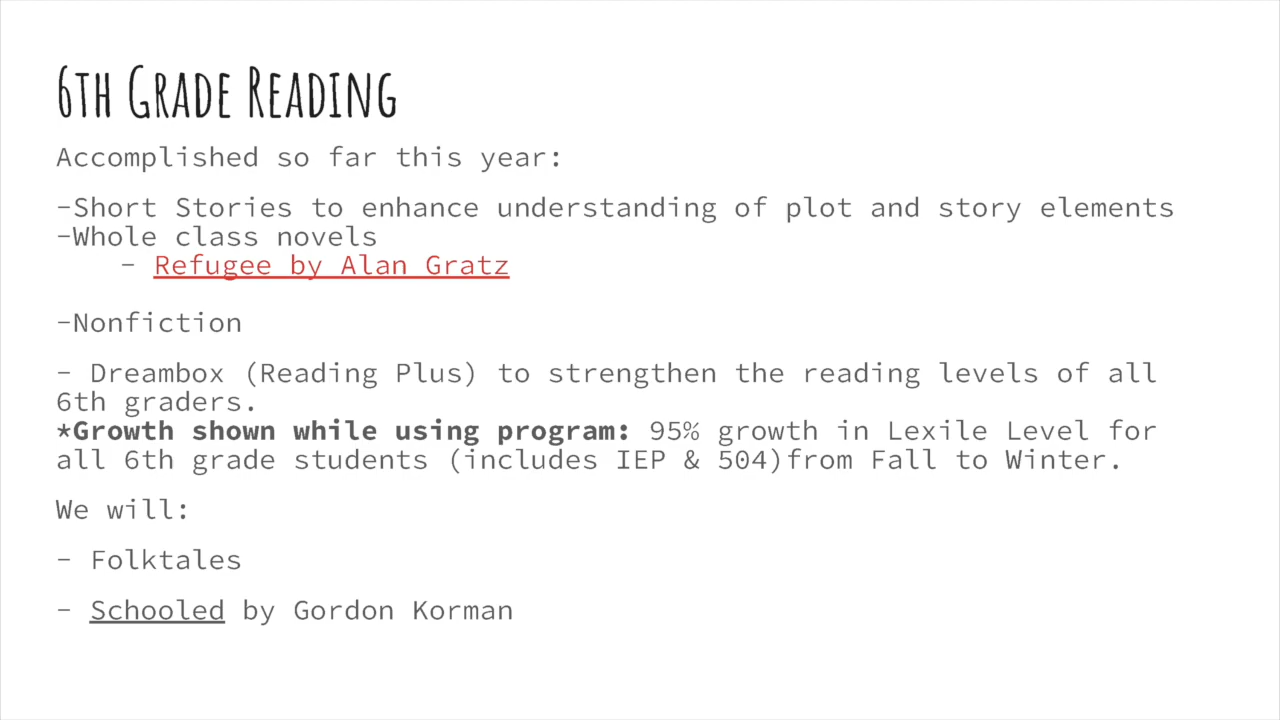 6th Grade Reading
Accomplished so far this year:
-Short Stories to enhance understanding of plot and story elements
-Whole class novels
- Refugee by Alan Gratz
-Nonfiction
- Dreambox (Reading Plus) to strengthen the reading levels of all
6th graders.
*Growth shown while using program: 95% growth in Lexile Level for
all 6th grade students (includes IEP & 504)from Fall to Winter.
We will:
- Folktales
- Schooled by Gordon Korman